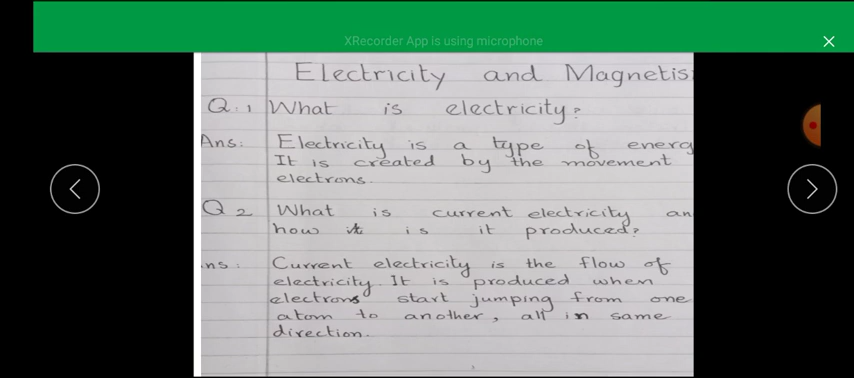 XRecorder App is using microphone
Electricity and Magnetis
Q.1 What is electricity?
Ans: Electricity is a type of energ
It is created by the movement
electrons.
Q 2 What is current electricity an
how it is it produced?
ns: Current electricity is the flow of
electricity. It is produced when
electrons start jumping from one
atom to another, all in same
direction.